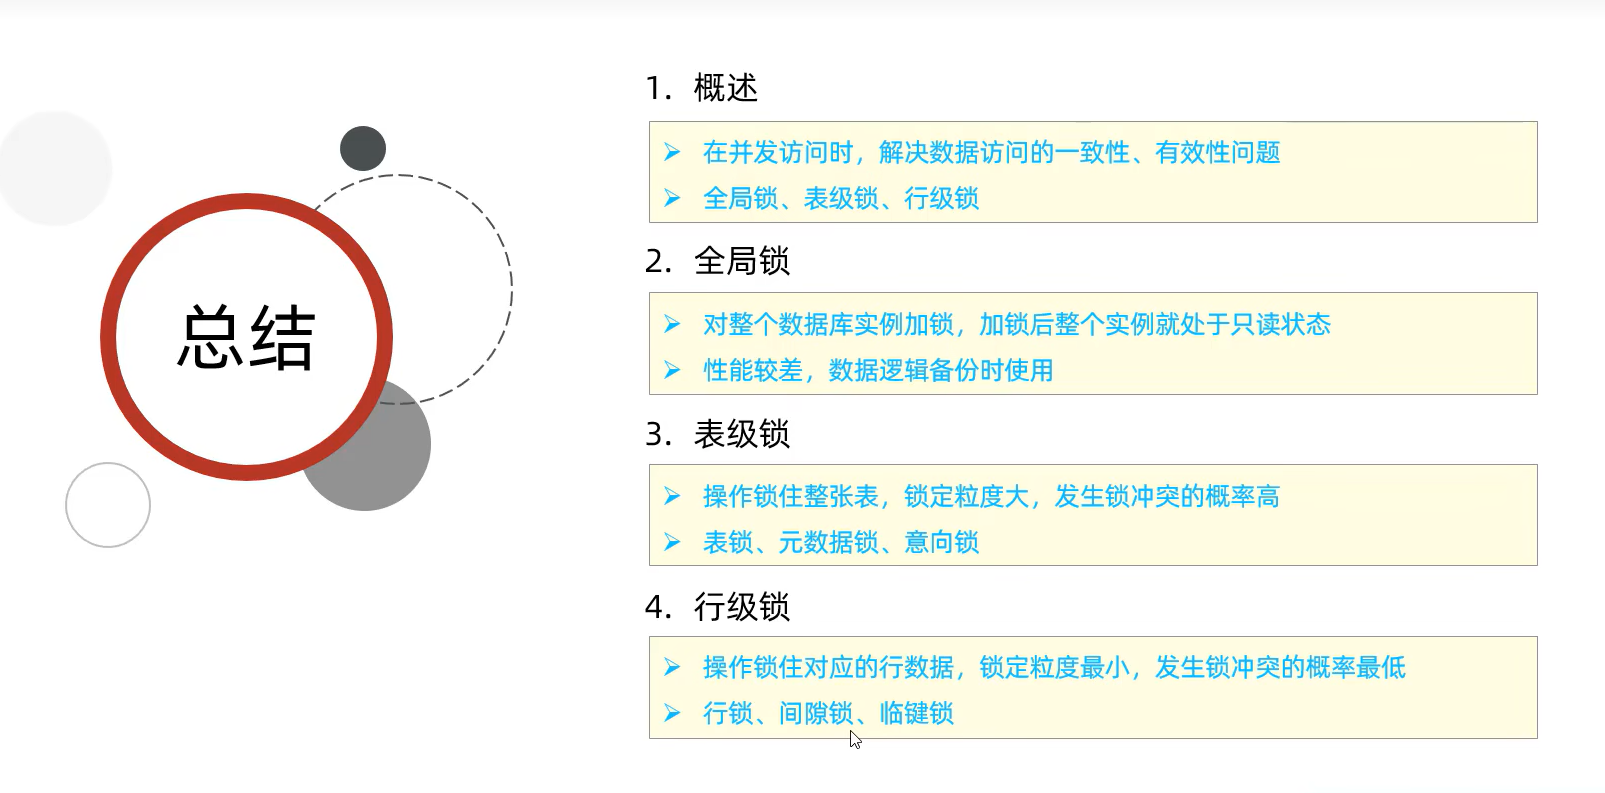 总结
1. 概述
在并发访问时，解决数据访问的一致性、有效性问题
全局锁、表级锁、行级锁
2. 全局锁
对整个数据库实例加锁，加锁后整个实例就处于只读状态
性能较差，数据逻辑备份时使用
3. 表级锁
操作锁住整张表，锁定粒度大，发生锁冲突的概率高
表锁、元数据锁、意向锁
4. 行级锁
操作锁住对应的行数据，锁定粒度最小，发生锁冲突的概率最低
行锁、间隙锁、临键锁